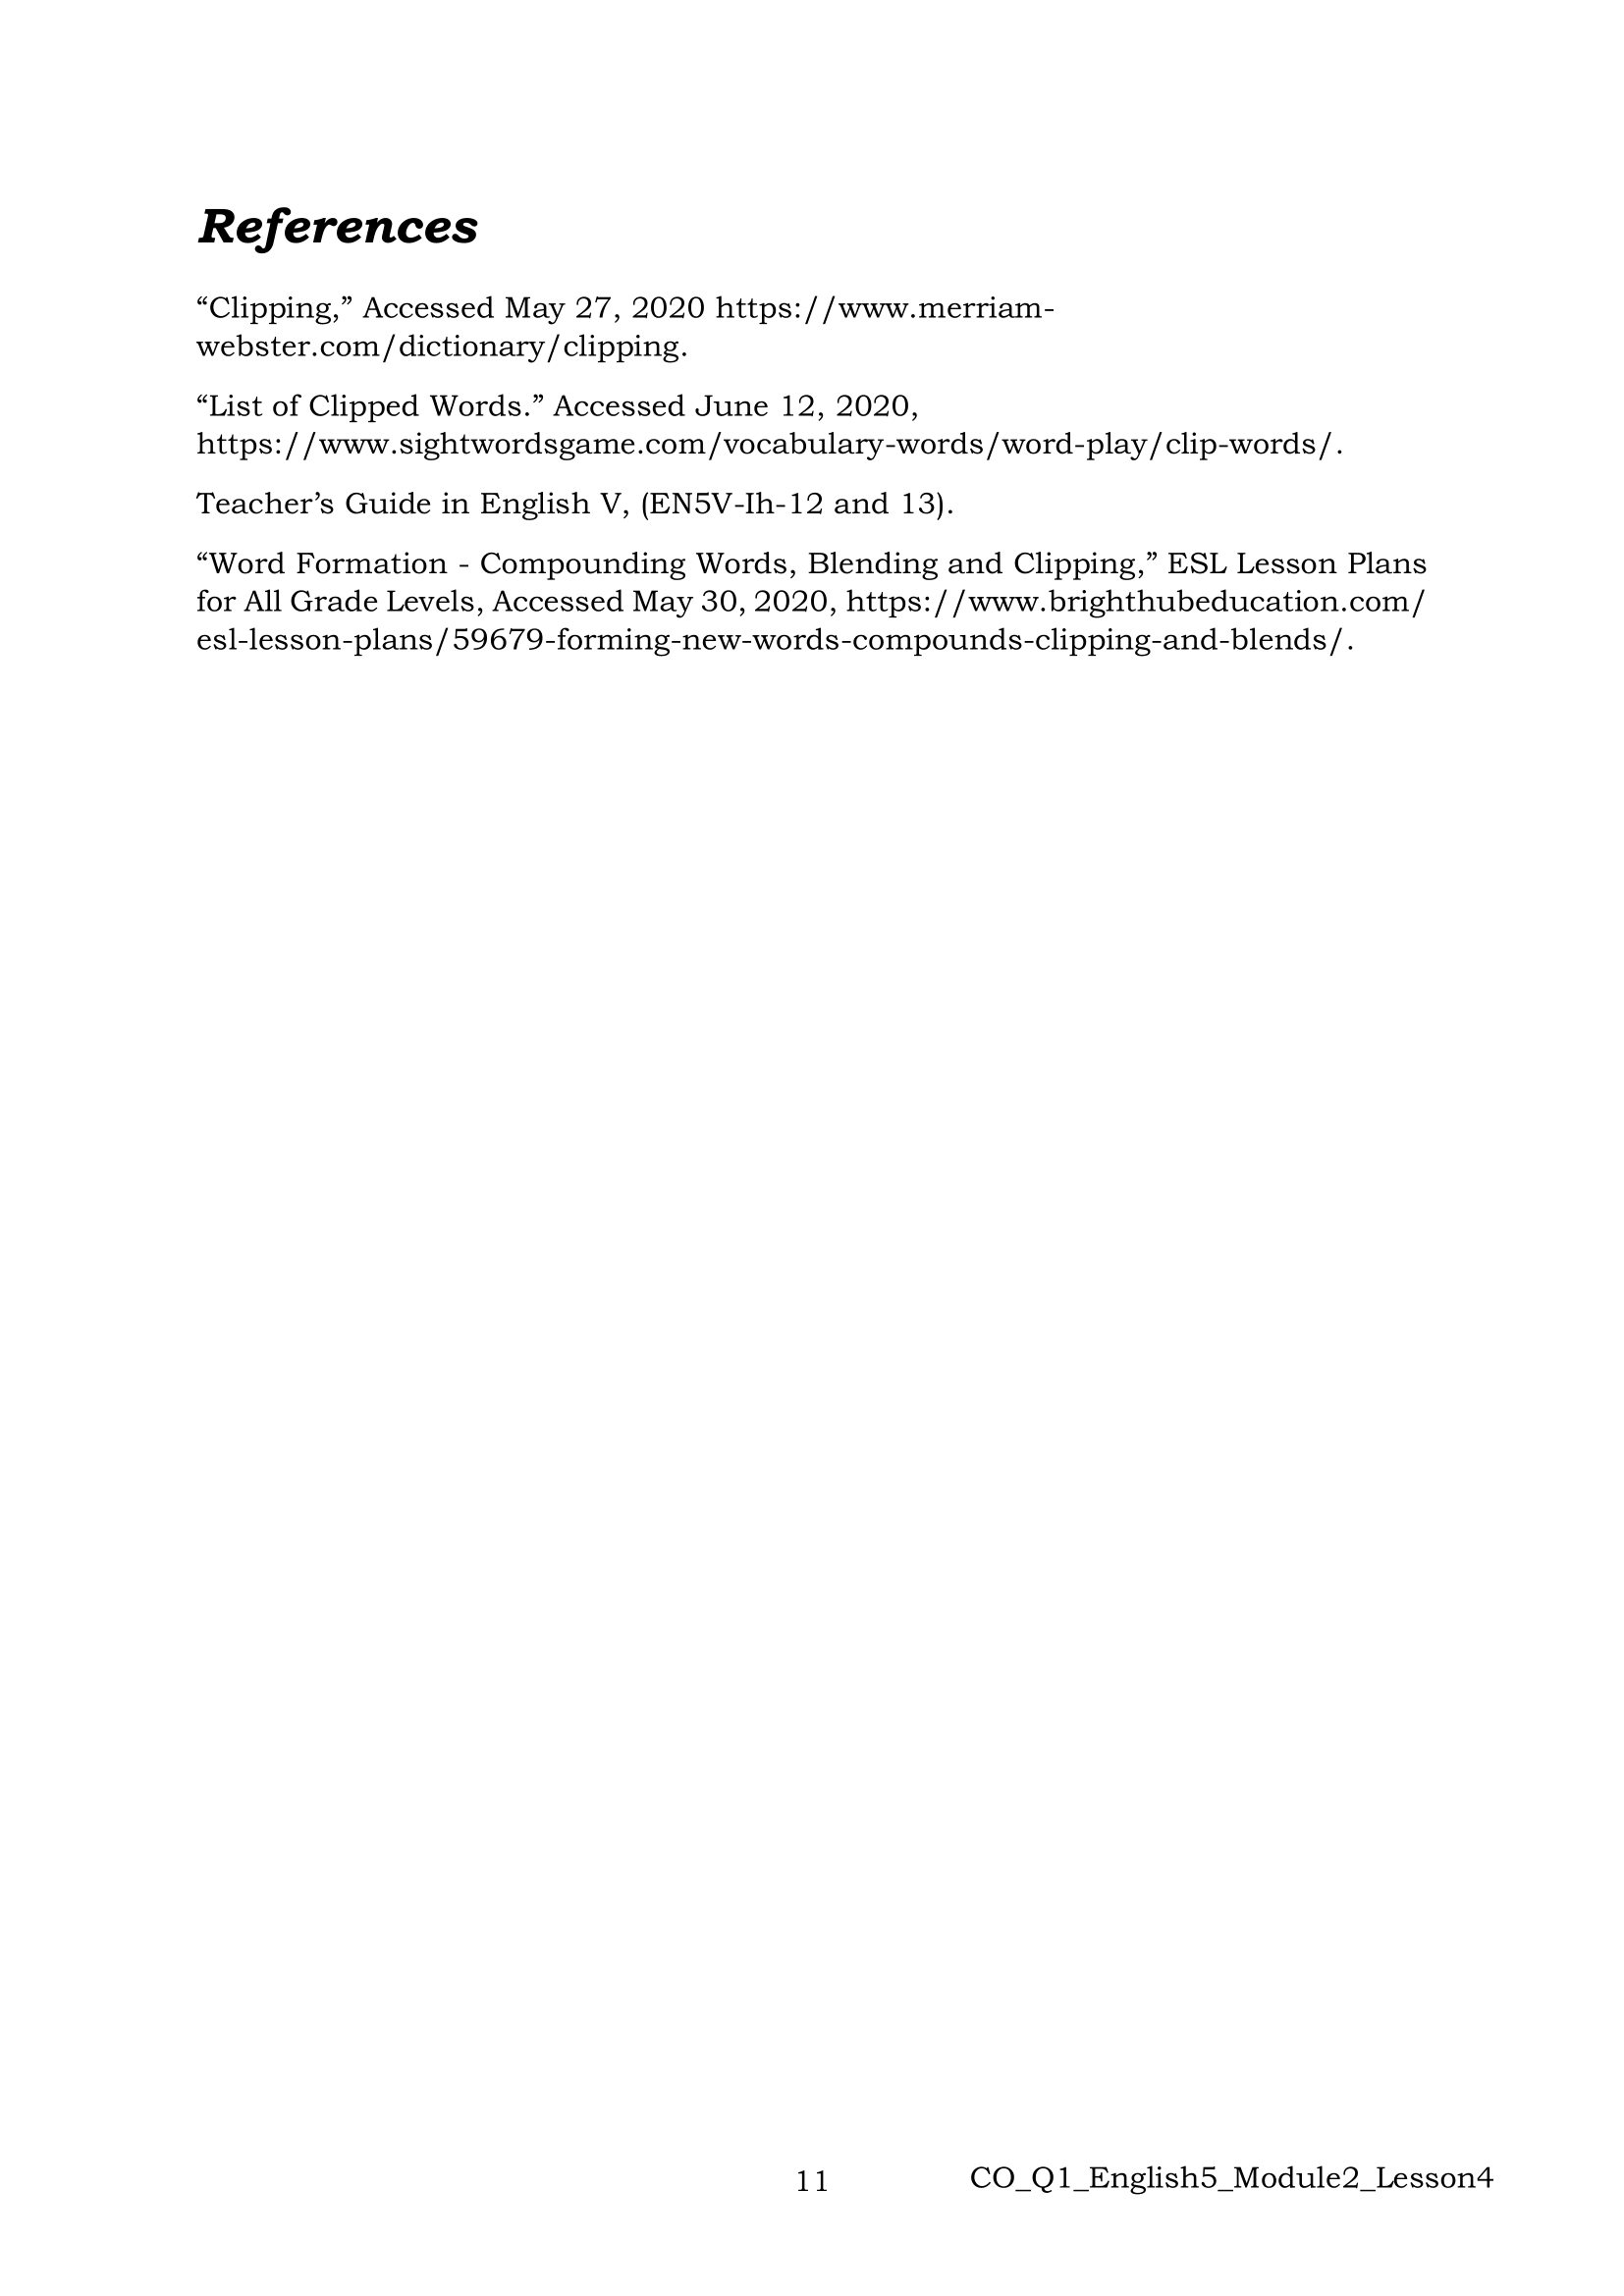 References
“Clipping,” Accessed May 27, 2020 https://www.merriam-
webster.com/dictionary/clipping.
“List of Clipped Words.” Accessed June 12, 2020,
https://www.sightwordsgame.com/vocabulary-words/word-play/clip-words/.
Teacher’s Guide in English V, (EN5V-Ih-12 and 13).
“Word Formation - Compounding Words, Blending and Clipping,” ESL Lesson Plans
for All Grade Levels, Accessed May 30, 2020, https://www.brighthubeducation.com/
esl-lesson-plans/59679-forming-new-words-compounds-clipping-and-blends/.
11
CO_Q1_English5_Module2_Lesson4